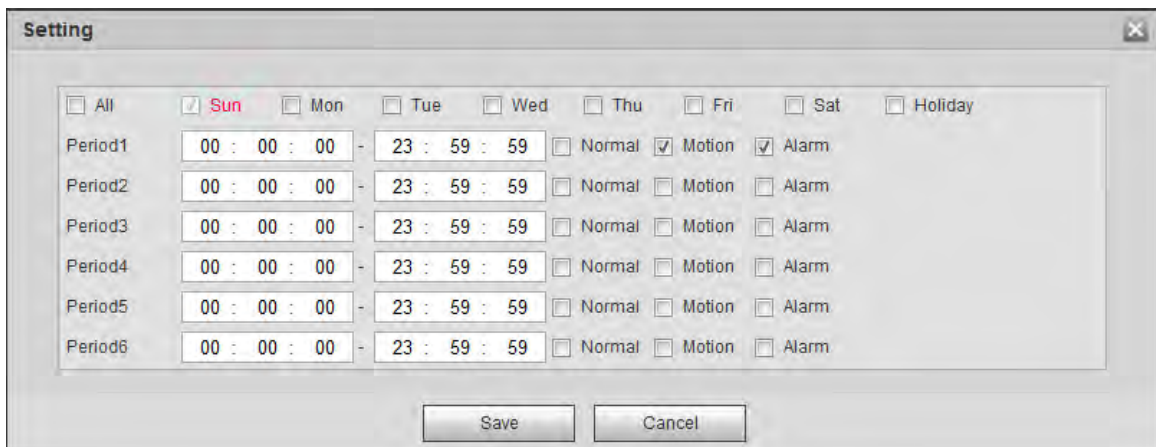 Setting
All Sun Mon Tue Wed Thu Fri Sat Holiday
Period1 00 : 00 : 00 - 23 : 59 : 59 Normal Motion Alarm
Period2 00 : 00 : 00 - 23 : 59 : 59 Normal Motion Alarm
Period3 00 : 00 : 00 - 23 : 59 : 59 Normal Motion Alarm
Period4 00 : 00 : 00 - 23 : 59 : 59 Normal Motion Alarm
Period5 00 : 00 : 00 - 23 : 59 : 59 Normal Motion Alarm
Period6 00 : 00 : 00 - 23 : 59 : 59 Normal Motion Alarm
Save Cancel